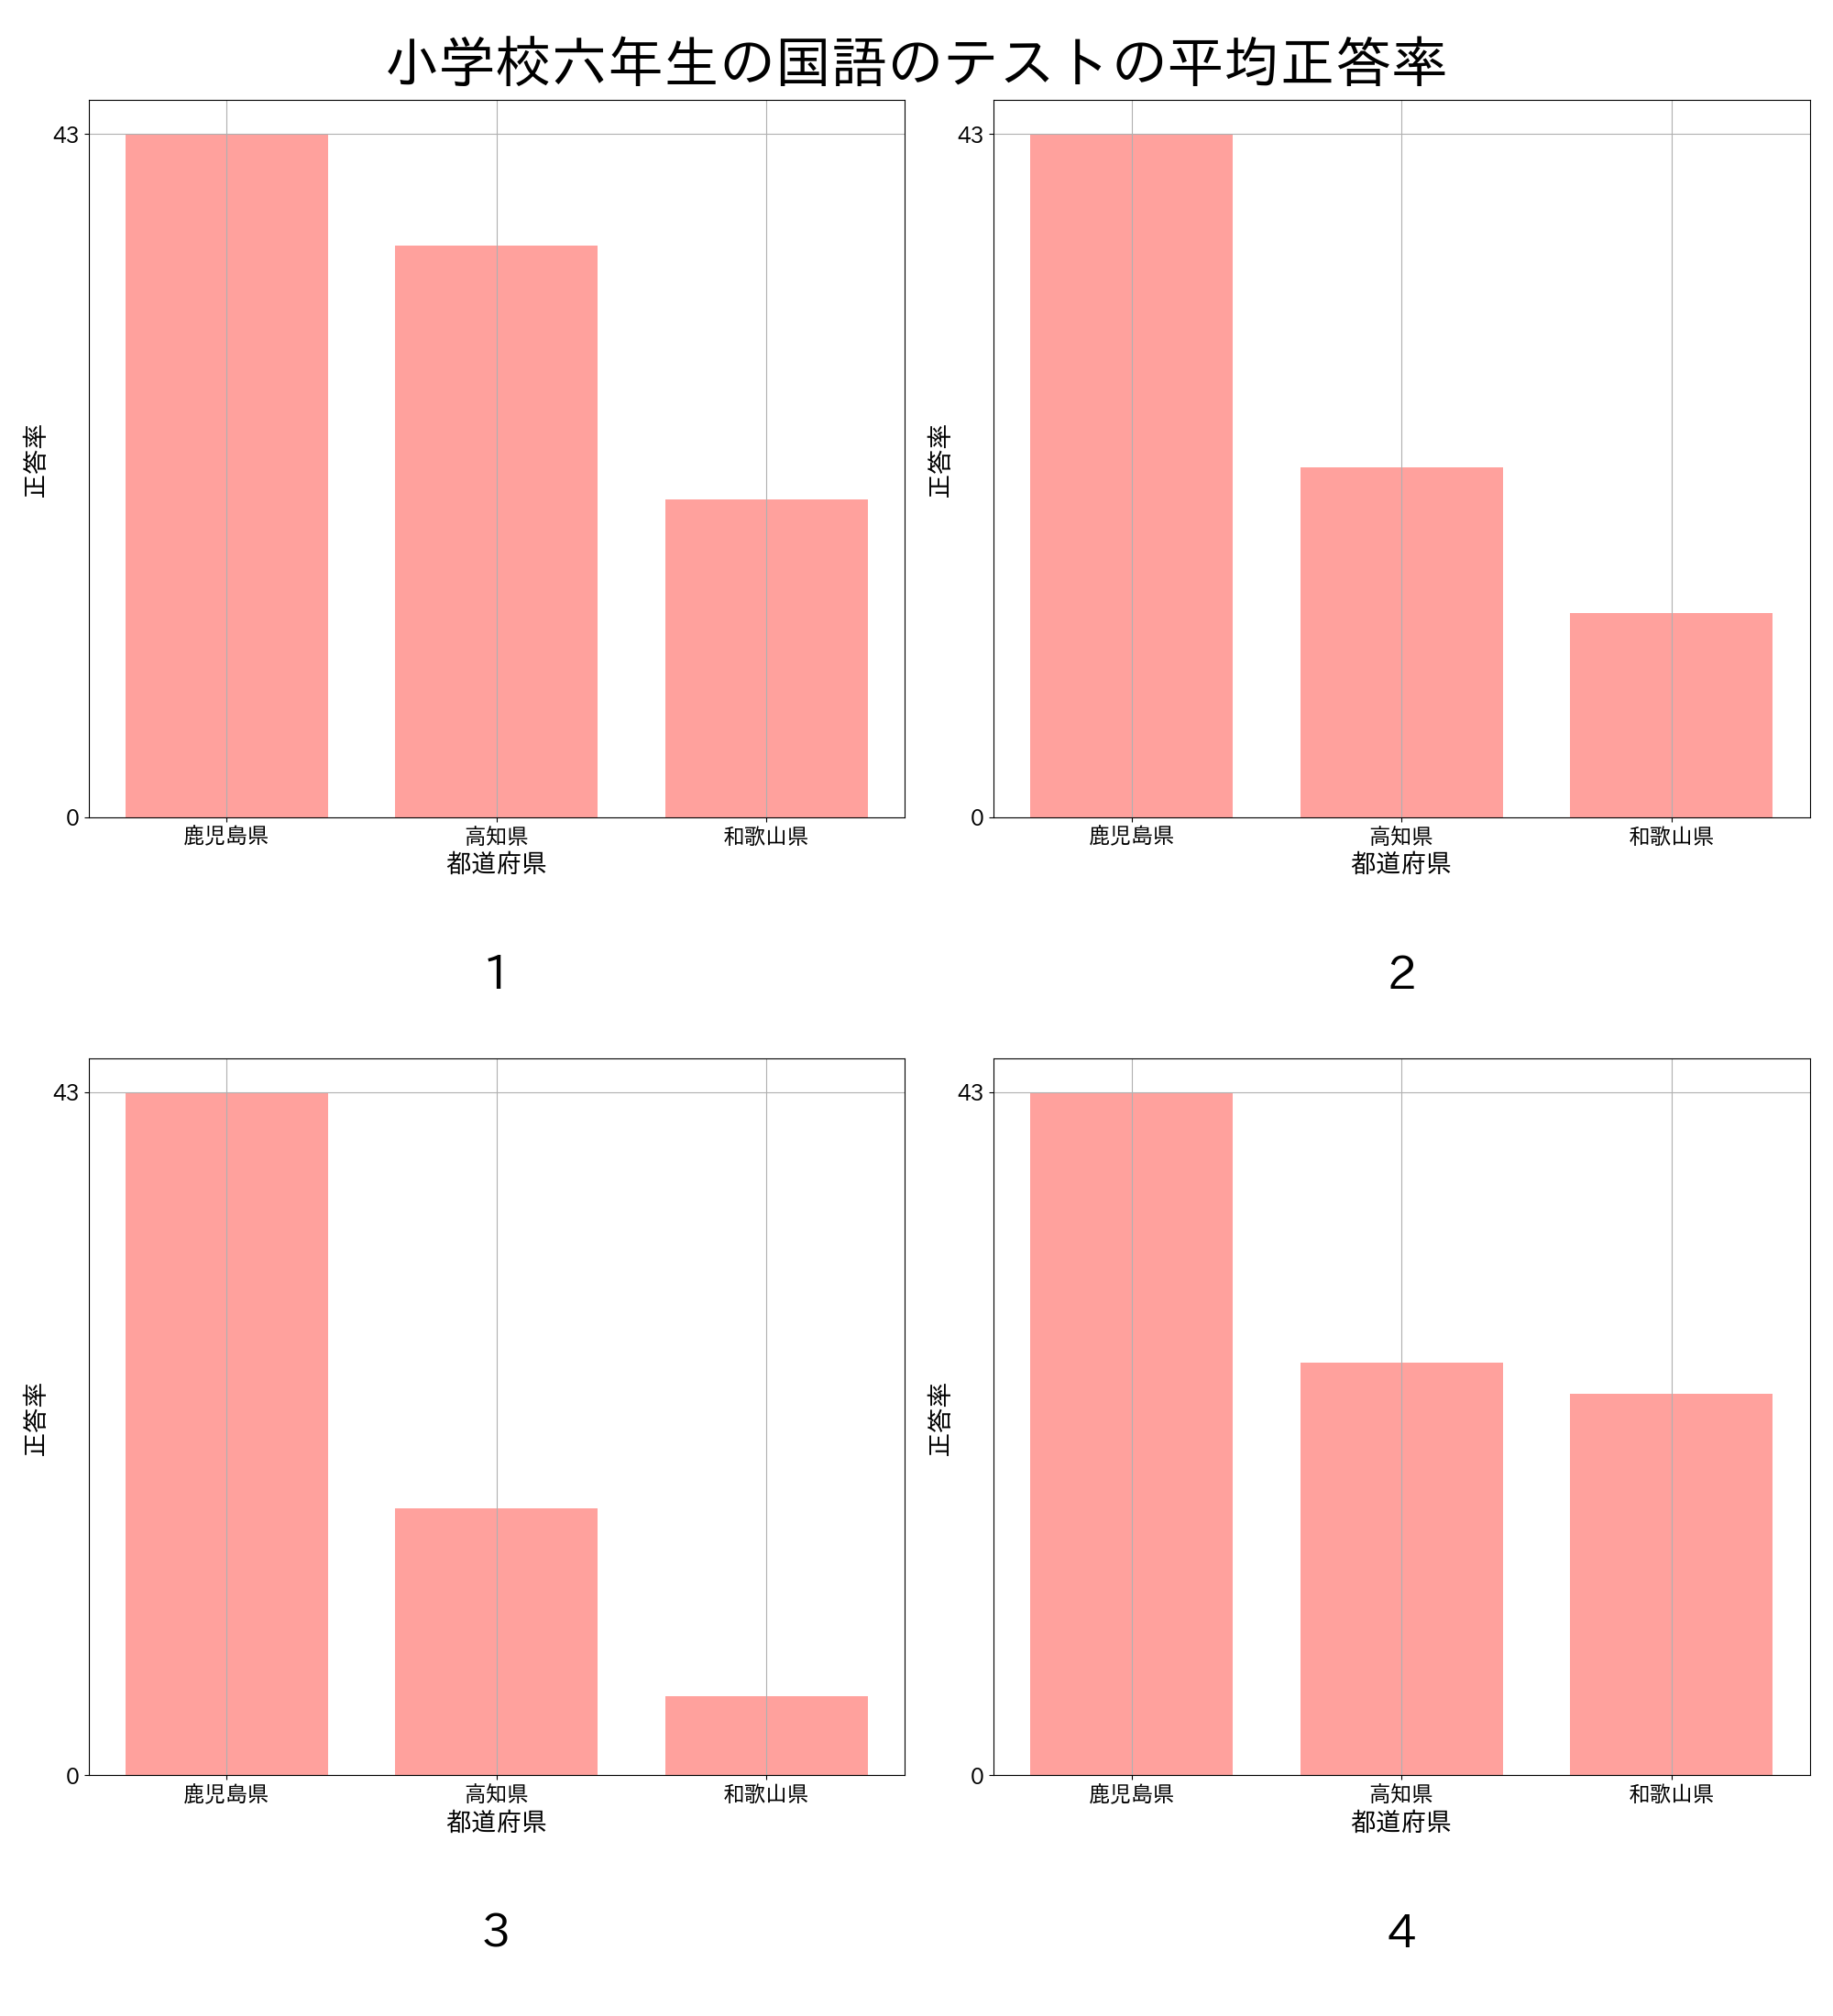 小学校六年生の国語のテストの平均正答率
43
正答率
0
鹿児島県 高知県 和歌山県
都道府県
1
43
正答率
0
鹿児島県 高知県 和歌山県
都道府県
2
43
正答率
0
鹿児島県 高知県 和歌山県
都道府県
3
43
正答率
0
鹿児島県 高知県 和歌山県
都道府県
4